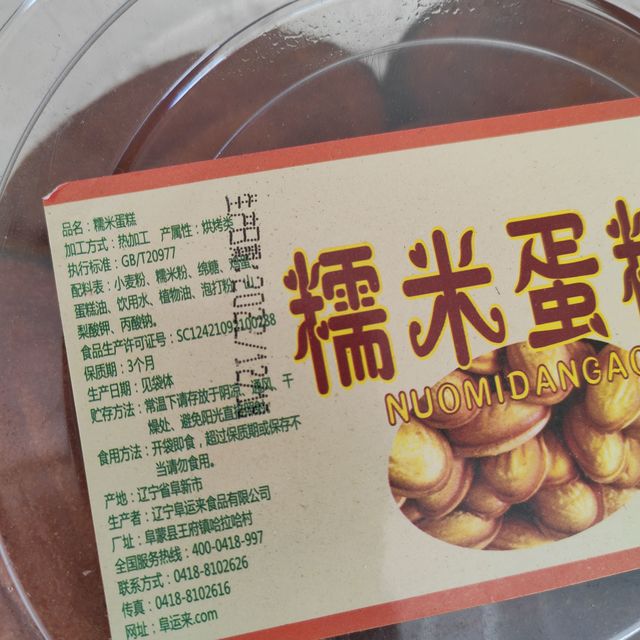 品名：糯米蛋糕
加工方式：热加工 产属性：烘烤类
执行标准：GB/T20977
配料表：小麦粉、糯米粉、绵糖、
蛋糕油、饮用水、植物油、泡打粉、
梨酸钾、丙酸钠。
食品生产许可证号：
保质期：3个月
生产日期：见袋体
贮存方法：常温下请存放于阴凉、通风、干
燥处、避免阳光直
食用方法：开袋即食，超过保质期或保存不
当请勿食用。
产地：辽宁省阜新市
生产者：辽宁阜运来食品有限公司
厂址：阜蒙县王府镇哈拉哈村
全国服务热线：400-0418-997
联系方式：0418-8102626
传真：0418-8102616
网址：阜运来.com
生产日期:
糯米蛋糕
NUOMIDANGAO